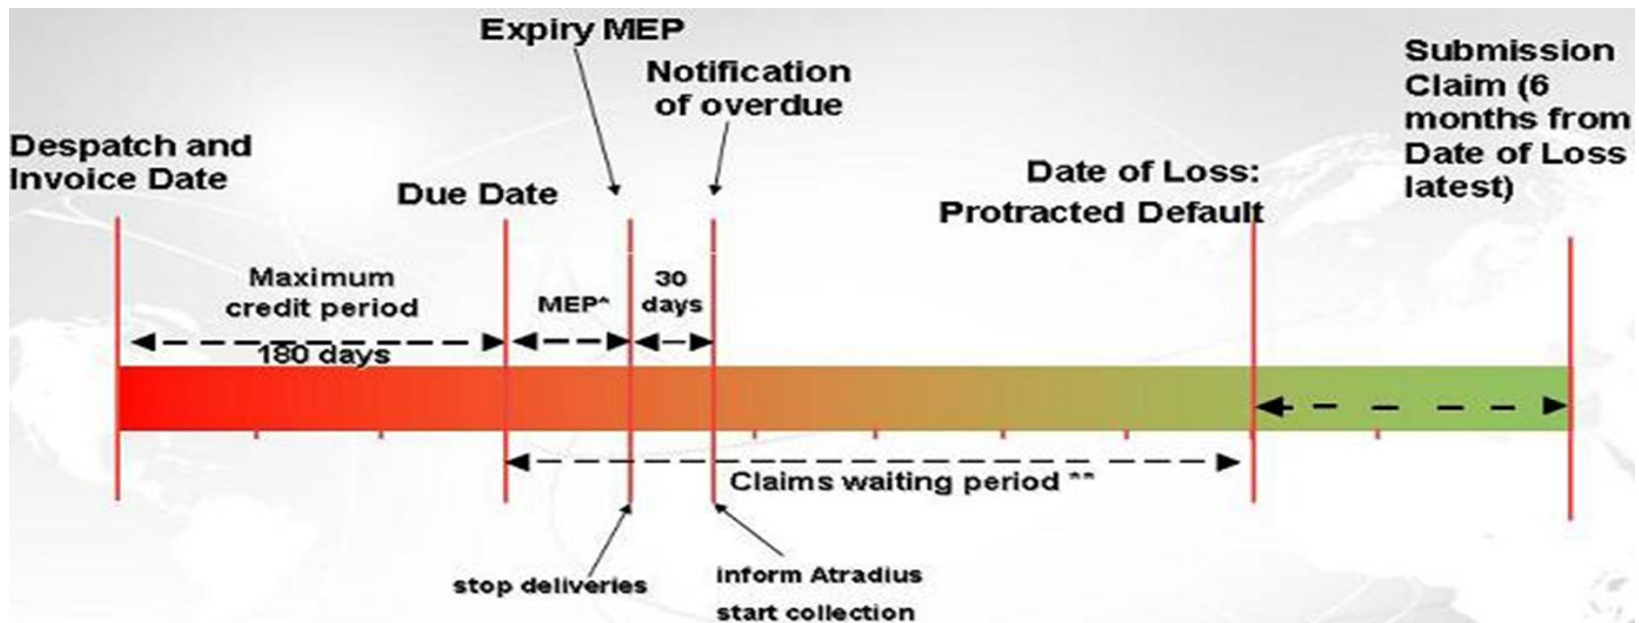 Expiry MEP
Notification
of overdue
Submission
Claim (6
months from
Date of Loss
latest)
Despatch and
Invoice Date
Due Date
Date of Loss:
Protracted Default
Maximum
credit period
180 days
MEP^
30
days
Claims waiting period **
stop deliveries
inform Atradius
start collection